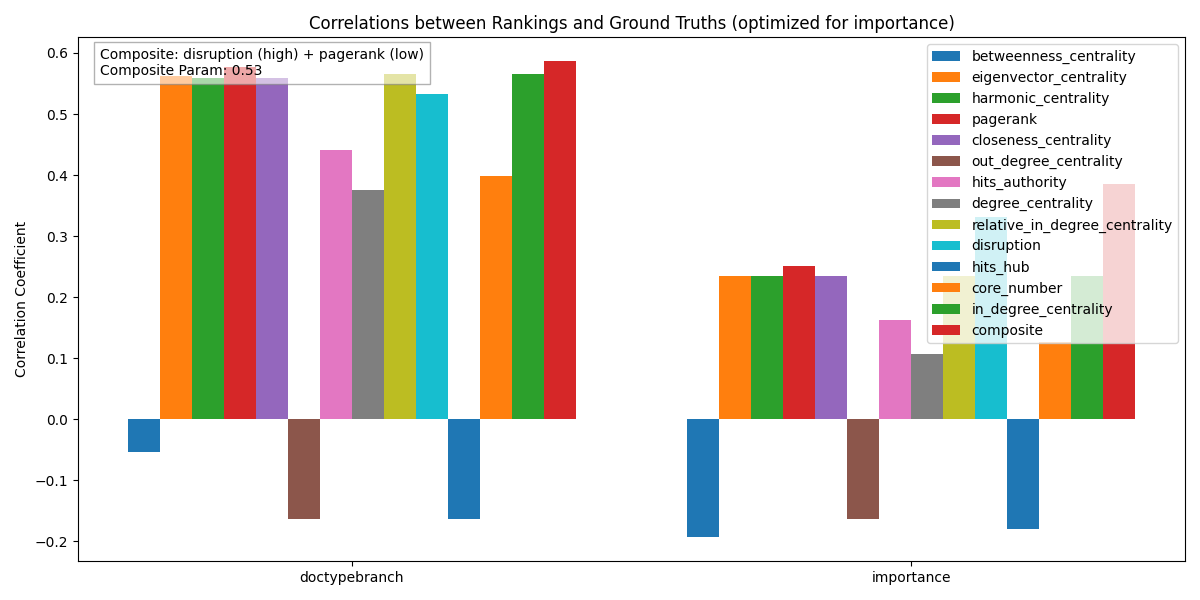 Correlations between Rankings and Ground Truths (optimized for importance)
Composite: disruption (high) + pagerank (low)
Composite Param: 0.53
betweenness_centrality
eigenvector_centrality
harmonic_centrality
pagerank
closeness_centrality
out_degree_centrality
hits_authority
degree_centrality
relative_in_degree_centrality
disruption
hits_hub
core_number
in_degree_centrality
composite
Correlation Coefficient
0.6
0.5
0.4
0.3
0.2
0.1
0.0
−0.1
−0.2
doctypebranch
importance